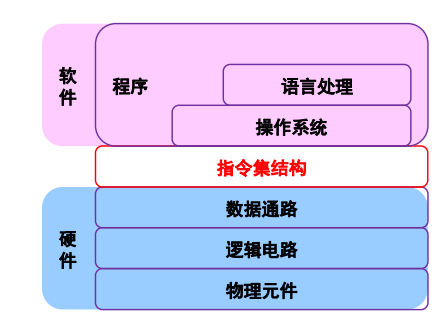 软件
程序
语言处理
操作系统
指令集结构
硬件
数据通路
逻辑电路
物理元件